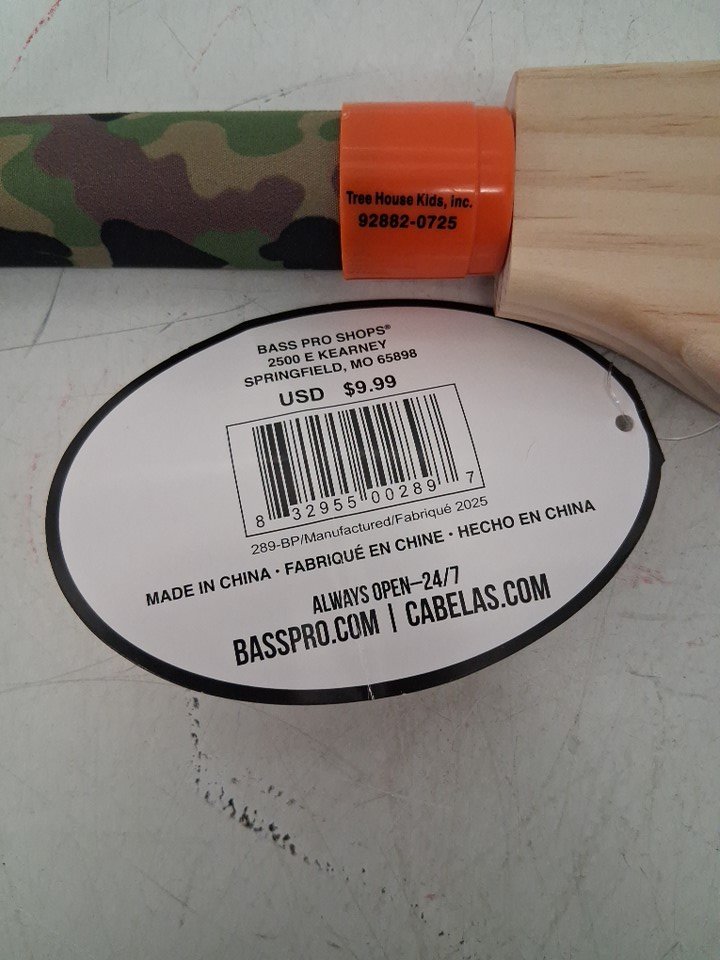 Tree House Kids, inc.
92882-0725
BASS PRO SHOPS®
2500 E KEARNEY
SPRINGFIELD, MO 65898
USD $9.99
8 32955 00289 7
289-BP/Manufactured/Fabriqué 2025
MADE IN CHINA · FABRIQUÉ EN CHINE · HECHO EN CHINA
ALWAYS OPEN—24/7
BASSPRO.COM | CABELAS.COM